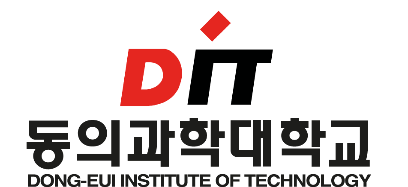 DIT
동의과학대학교
DONG-EUI INSTITUTE OF TECHNOLOGY